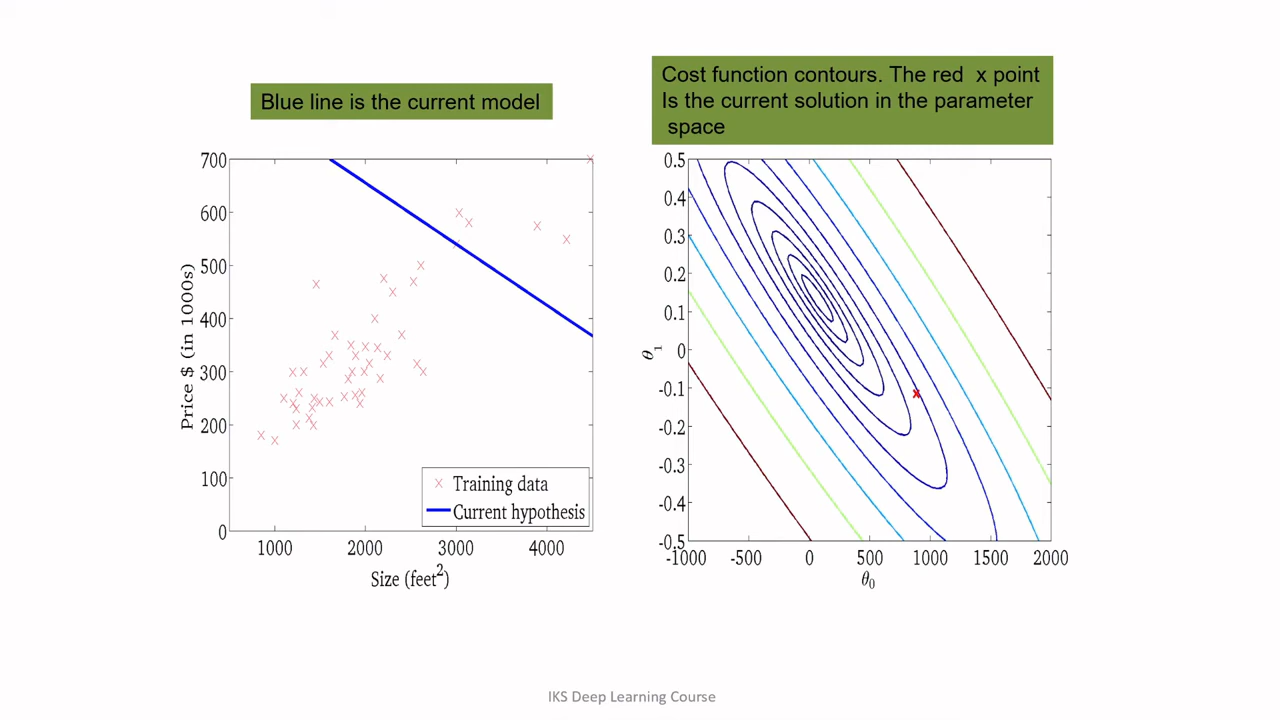 Blue line is the current model
Cost function contours. The red x point
Is the current solution in the parameter
space
700
600
500
400
300
200
100
0
Price $ (in 1000s)
1000 2000 3000 4000
Size (feet²)
Training data
Current hypothesis
0.5
0.4
0.3
0.2
0.1
0
-0.1
-0.2
-0.3
-0.4
-0.5
θ₁
-1000 -500 0 500 1000 1500 2000
θ₀
IKS Deep Learning Course